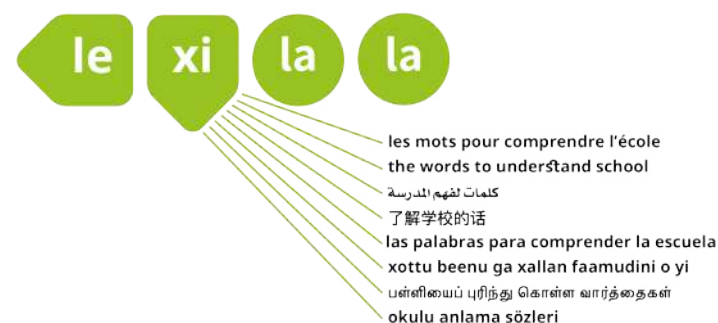 le xi la la
les mots pour comprendre l'école
the words to understand school
كلمات لفهم المدرسة
了解学校的话
las palabras para comprender la escuela
xottu beenu ga xallan faamudini o yi
பள்ளியைப் புரிந்து கொள்ள வார்த்தைகள்
okulu anlama sözleri